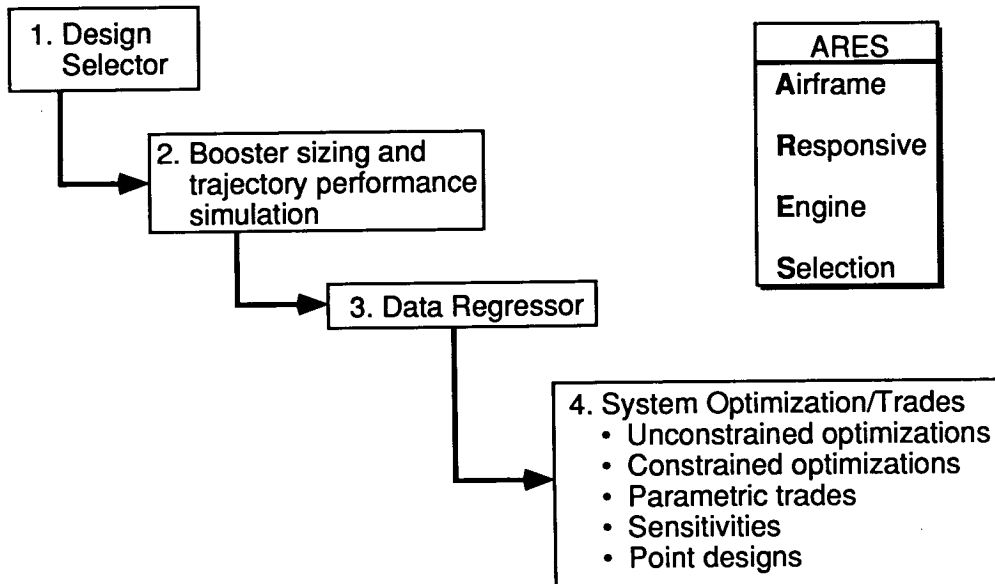 1. Design
Selector
2. Booster sizing and
trajectory performance
simulation
3. Data Regressor
4. System Optimization/Trades
• Unconstrained optimizations
• Constrained optimizations
• Parametric trades
• Sensitivities
• Point designs
ARES
Airframe
Responsive
Engine
Selection